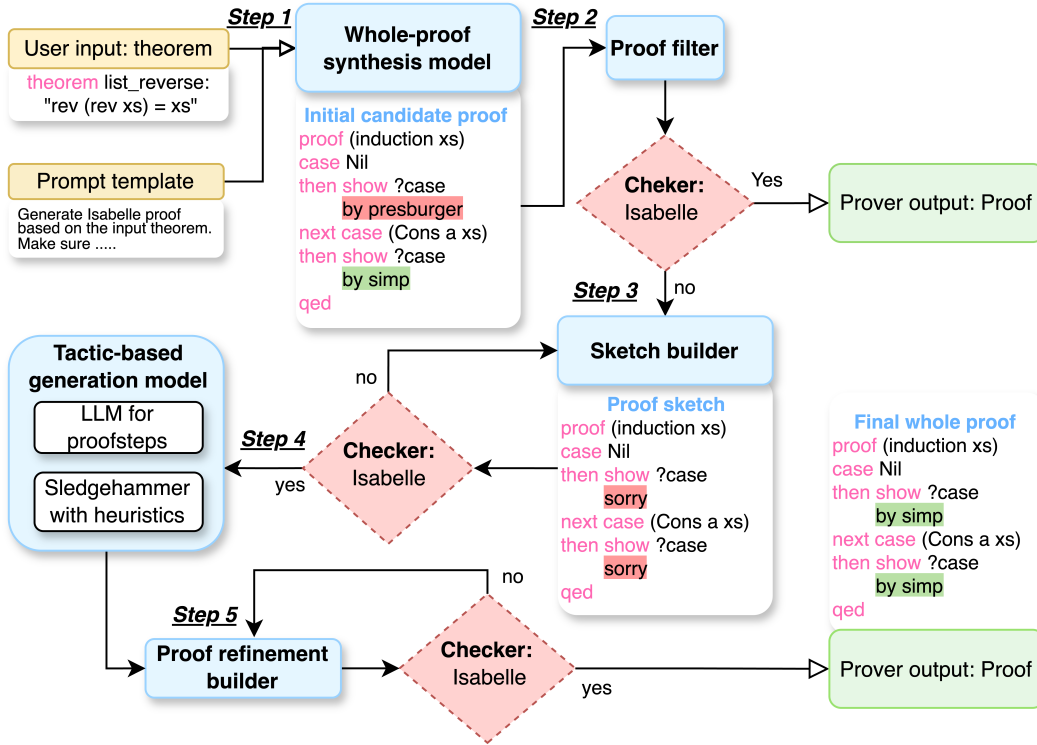 Step 1
User input: theorem
theorem list_reverse:
"rev (rev xs) = xs"
Prompt template
Generate Isabelle proof
based on the input theorem.
Make sure .....
Whole-proof
synthesis model
Initial candidate proof
proof (induction xs)
case Nil
then show ?case
by presburger
next case (Cons a xs)
then show ?case
by simp
qed
Step 2
Proof filter
Cheker:
Isabelle
Yes
Prover output: Proof
no
Step 3
Sketch builder
Proof sketch
proof (induction xs)
case Nil
then show ?case
sorry
next case (Cons a xs)
then show ?case
sorry
qed
no
Checker:
Isabelle
yes
Step 4
Tactic-based
generation model
LLM for
proofsteps
Sledgehammer
with heuristics
Step 5
Proof refinement
builder
no
Checker:
Isabelle
yes
Final whole proof
proof (induction xs)
case Nil
then show ?case
by simp
next case (Cons a xs)
then show ?case
by simp
qed
Prover output: Proof